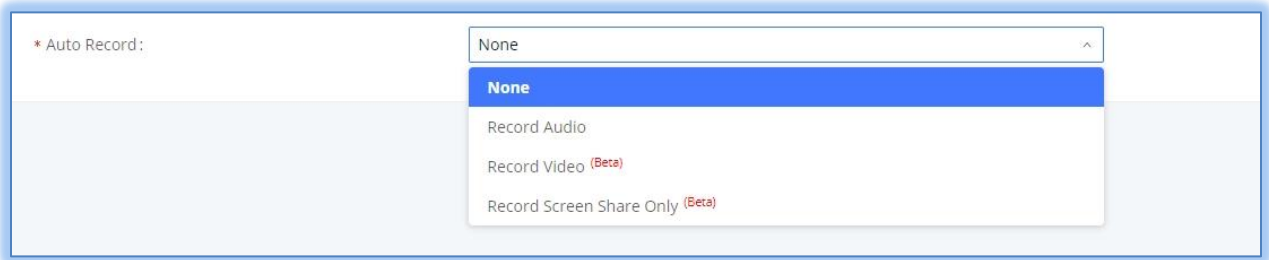 * Auto Record : None
None
Record Audio
Record Video (Beta)
Record Screen Share Only (Beta)